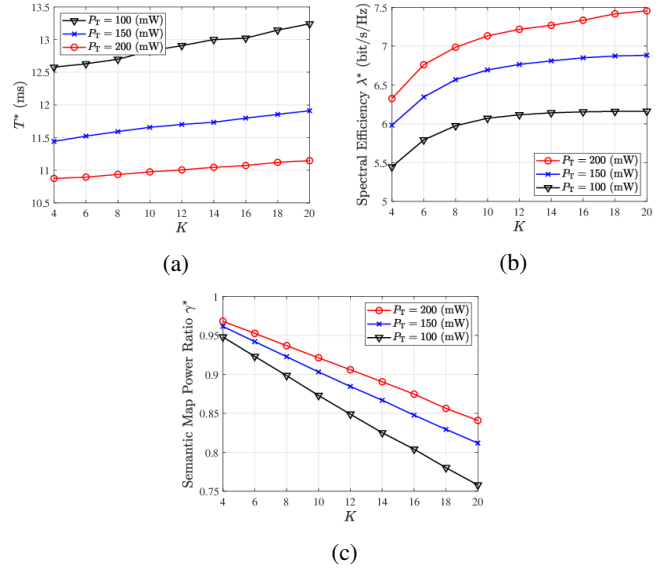 13.5
13
12.5
12
11.5
11
10.5
T* (ms)
P_T = 100 (mW)
P_T = 150 (mW)
P_T = 200 (mW)
4 6 8 10 12 14 16 18 20
K
(a)
7.5
7
6.5
6
5.5
5
Spectral Efficiency λ* (bit/s/Hz)
P_T = 200 (mW)
P_T = 150 (mW)
P_T = 100 (mW)
4 6 8 10 12 14 16 18 20
K
(b)
1
0.95
0.9
0.85
0.8
0.75
Semantic Map Power Ratio γ*
P_T = 200 (mW)
P_T = 150 (mW)
P_T = 100 (mW)
4 6 8 10 12 14 16 18 20
K
(c)